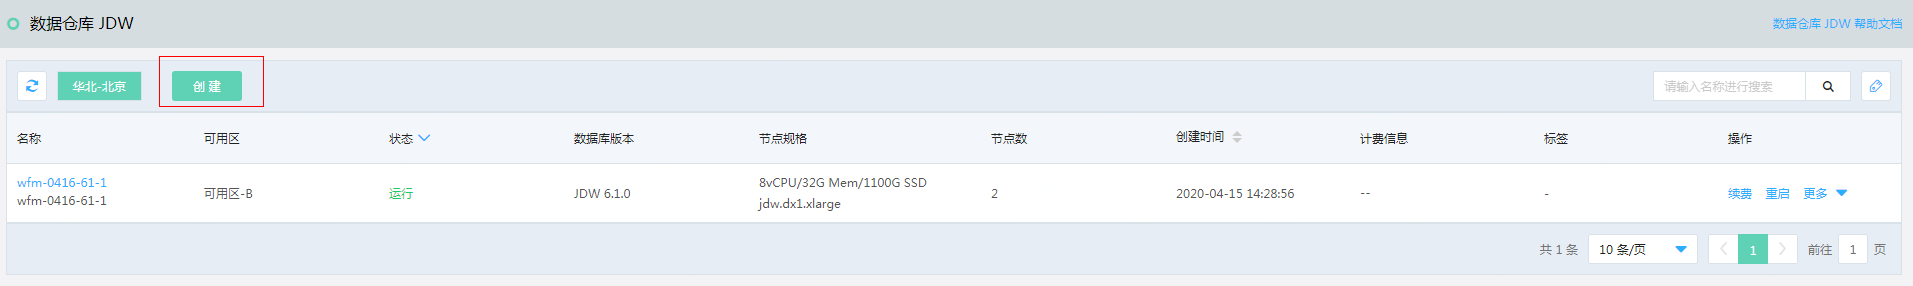 数据仓库 JDW
数据仓库 JDW 帮助文档
华北-北京
创 建
请输入名称进行搜索
名称 可用区 状态 数据库版本 节点规格 节点数 创建时间 计费信息 标签 操作
wfm-0416-61-1
wfm-0416-61-1
可用区-B
运行
JDW 6.1.0
8vCPU/32G Mem/1100G SSD
jdw.dx1.xlarge
2
2020-04-15 14:28:56
--
-
续费 重启 更多
共 1 条 10 条/页 1 前往 1 页